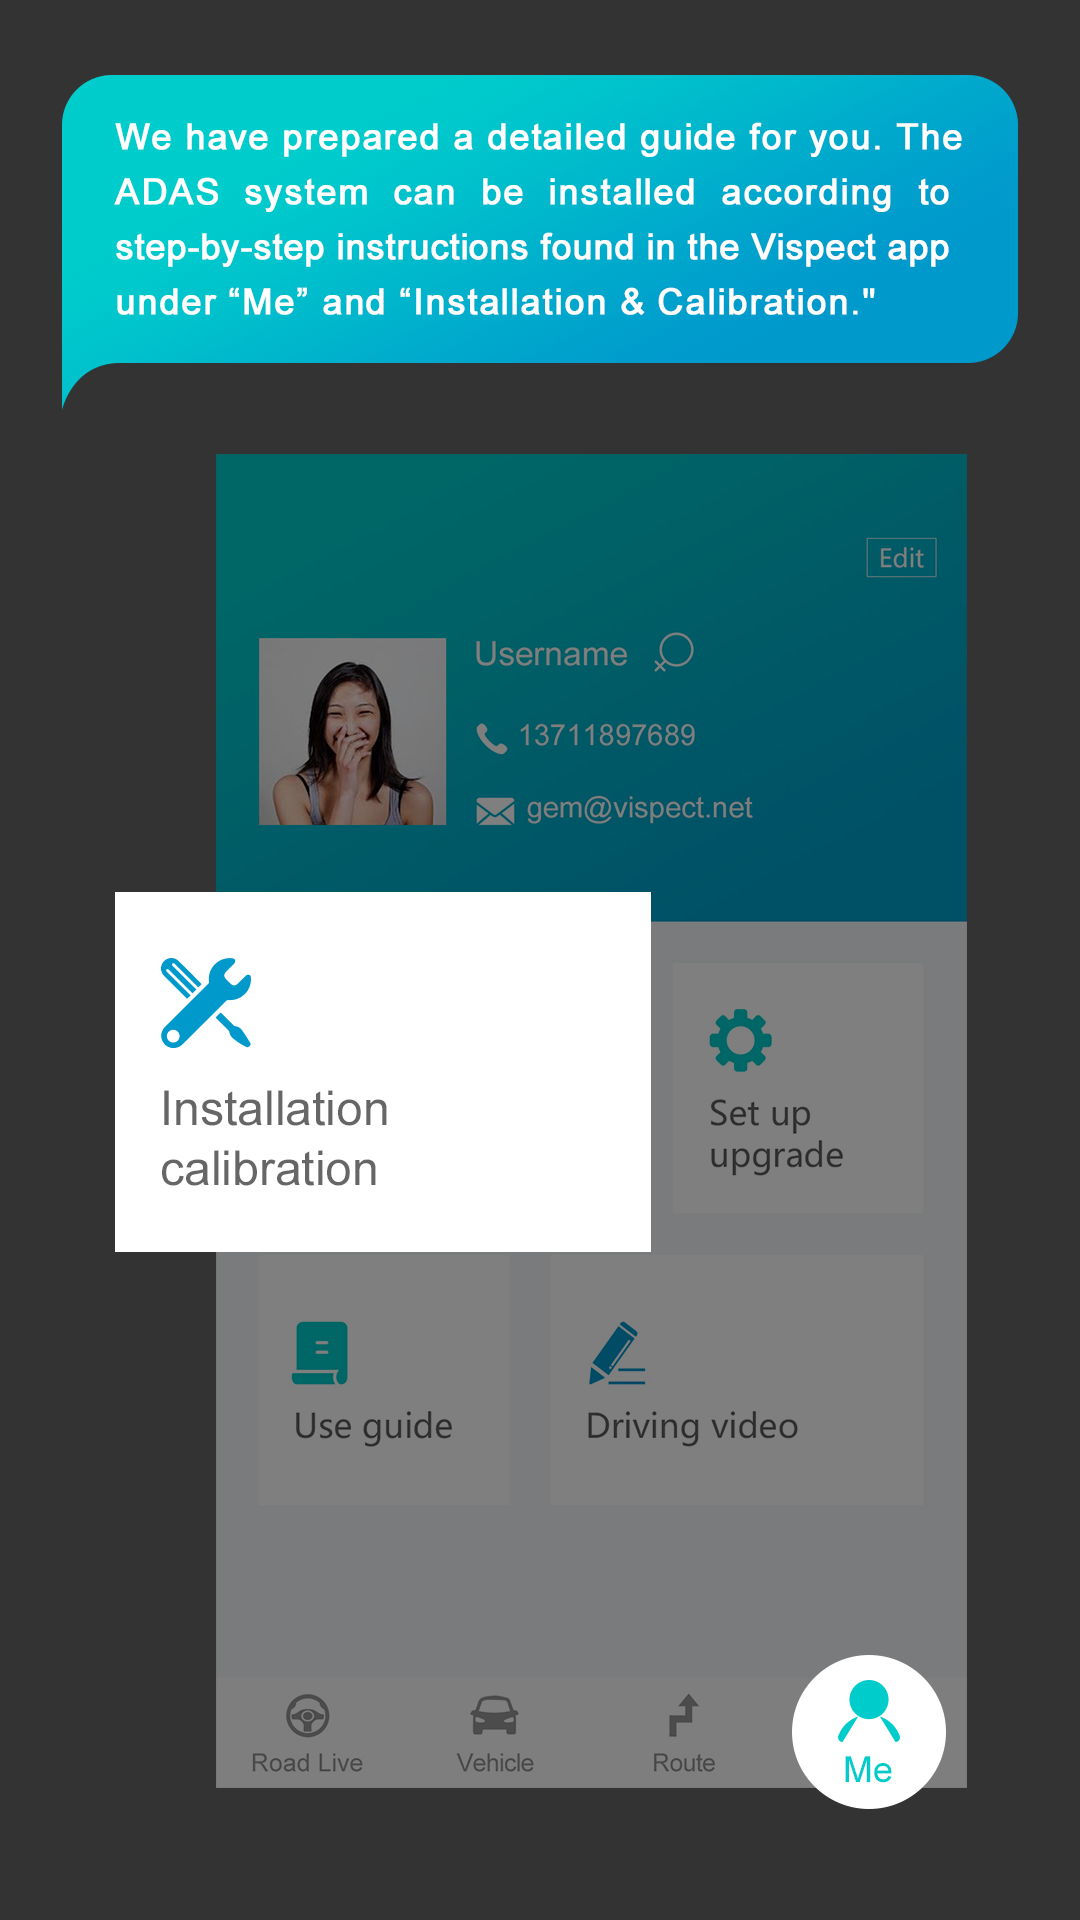 We have prepared a detailed guide for you. The
ADAS system can be installed according to
step-by-step instructions found in the Vispect app
under “Me” and “Installation & Calibration."
Edit
Username
13711897689
gem@vispect.net
Installation
calibration
Set up
upgrade
Use guide
Driving video
Road Live
Vehicle
Route
Me